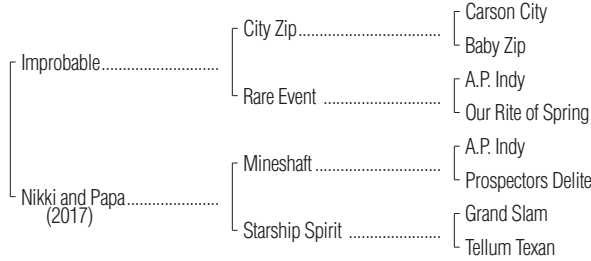 Carson City
City Zip..........................................
Baby Zip
Improbable...................................
A.P. Indy
Rare Event ...................................
Our Rite of Spring
A.P. Indy
Mineshaft.....................................
Prospectors Delite
Nikki and Papa...........................
(2017)
Grand Slam
Starship Spirit ...........................
Tellum Texan